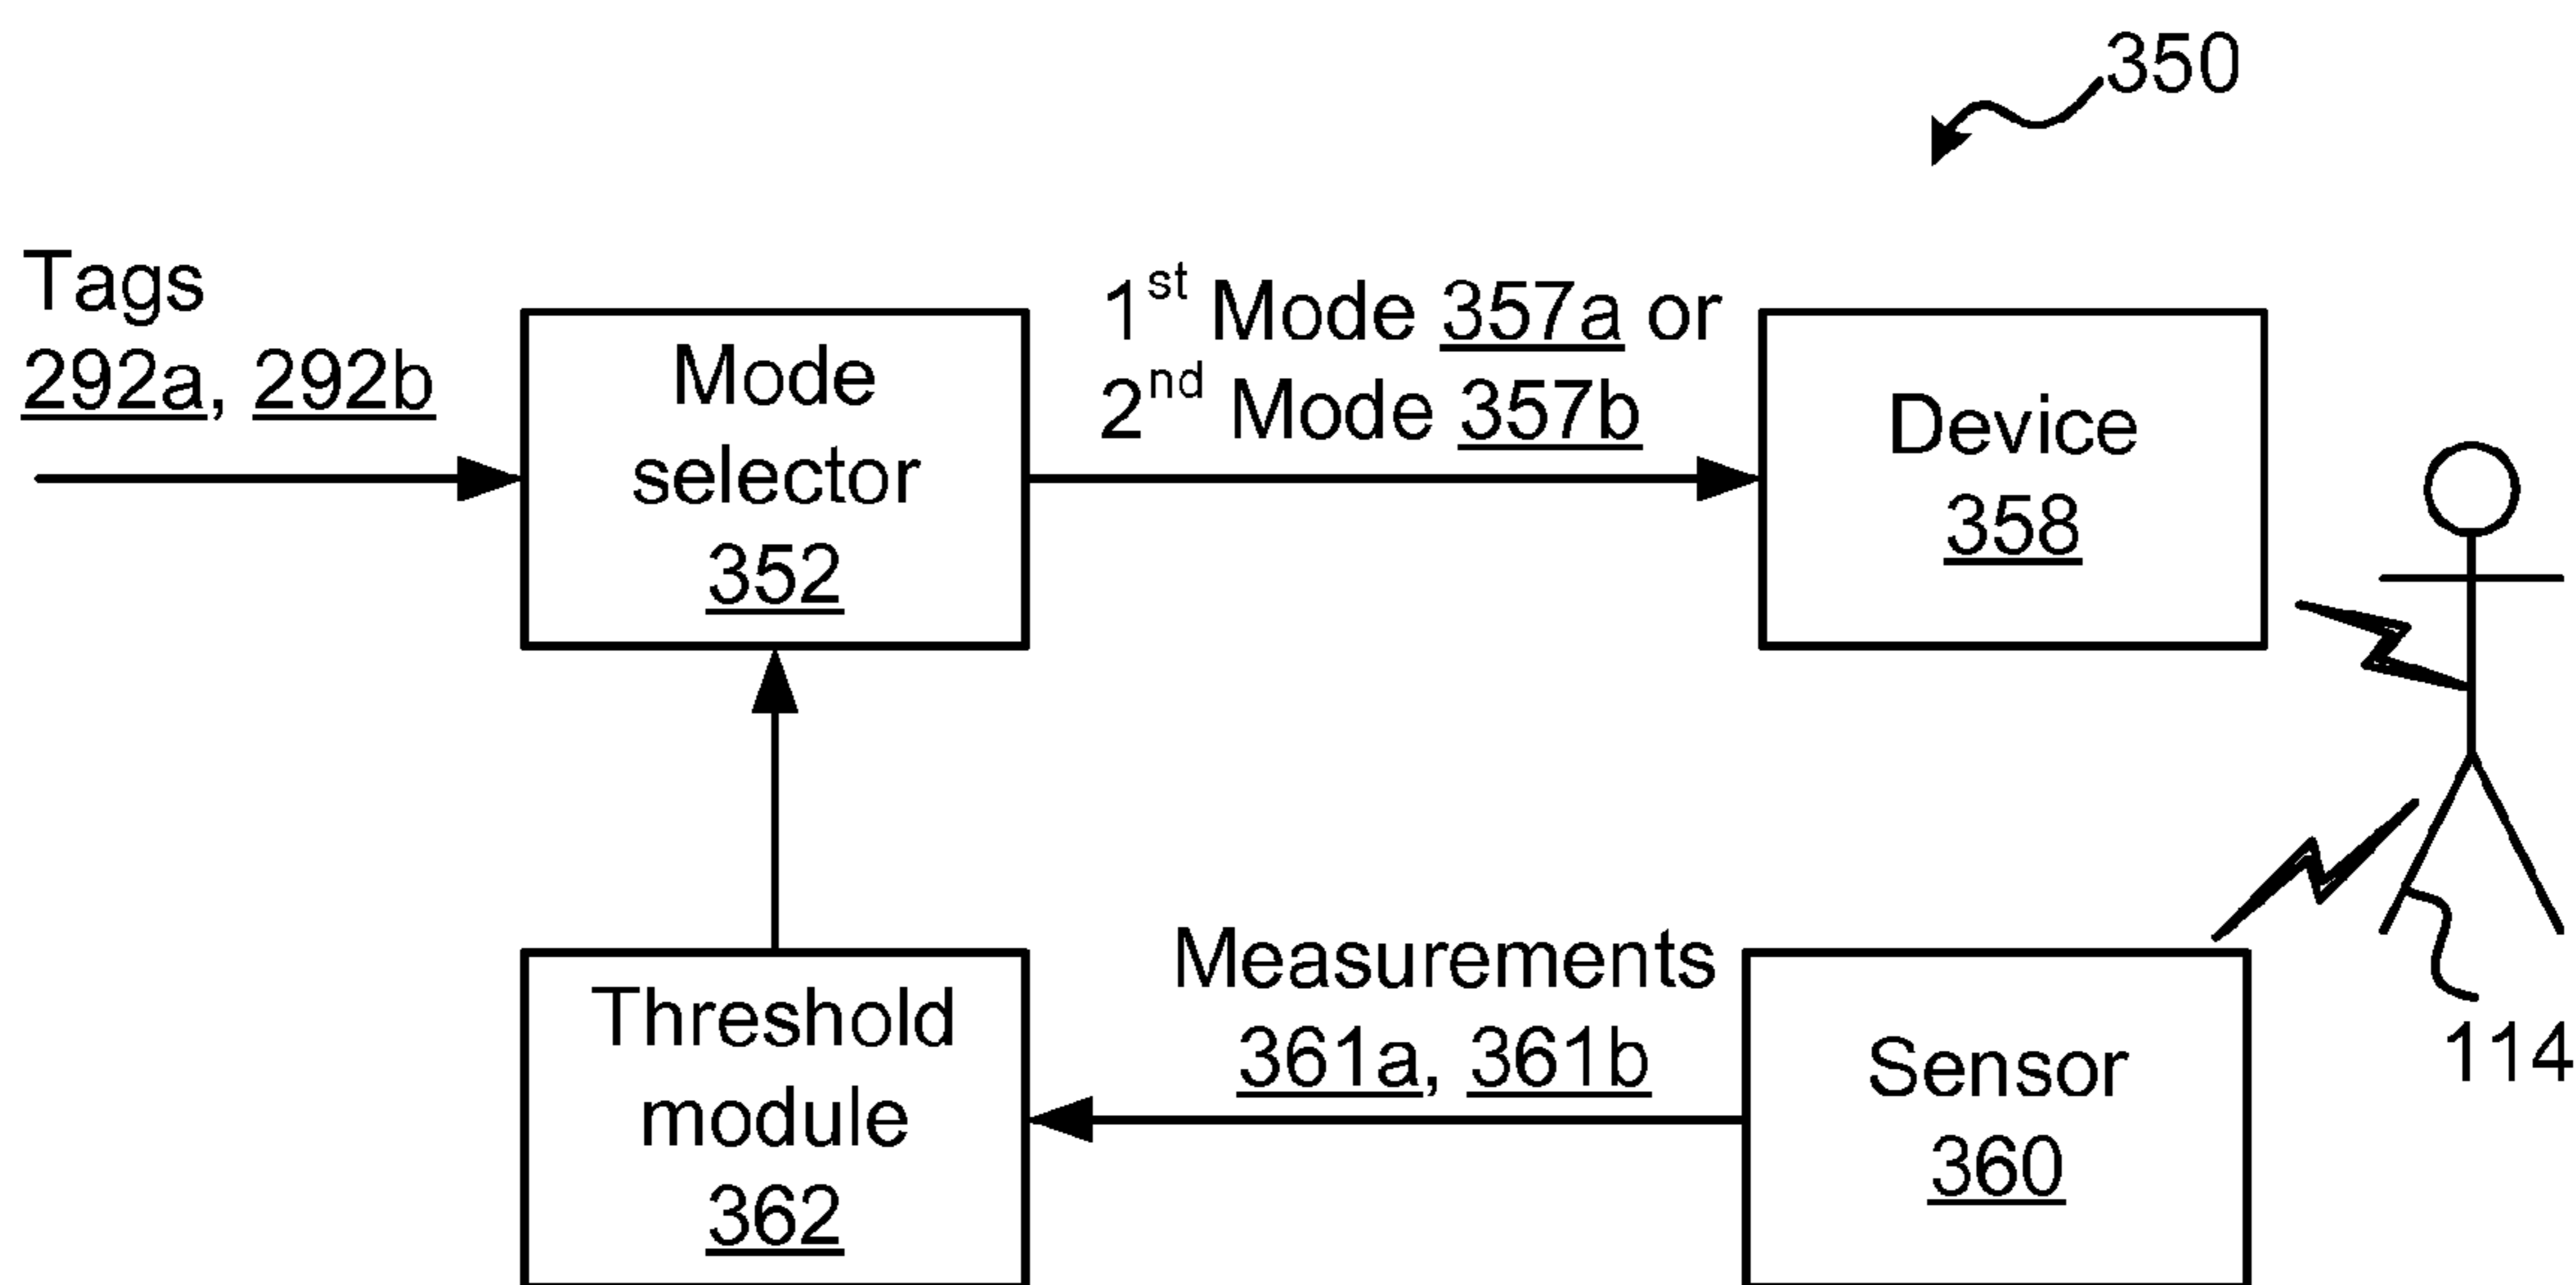 350
Tags
292a, 292b
Mode
selector
352
1st Mode 357a or
2nd Mode 357b
Device
358
Threshold
module
362
Measurements
361a, 361b
Sensor
360
114